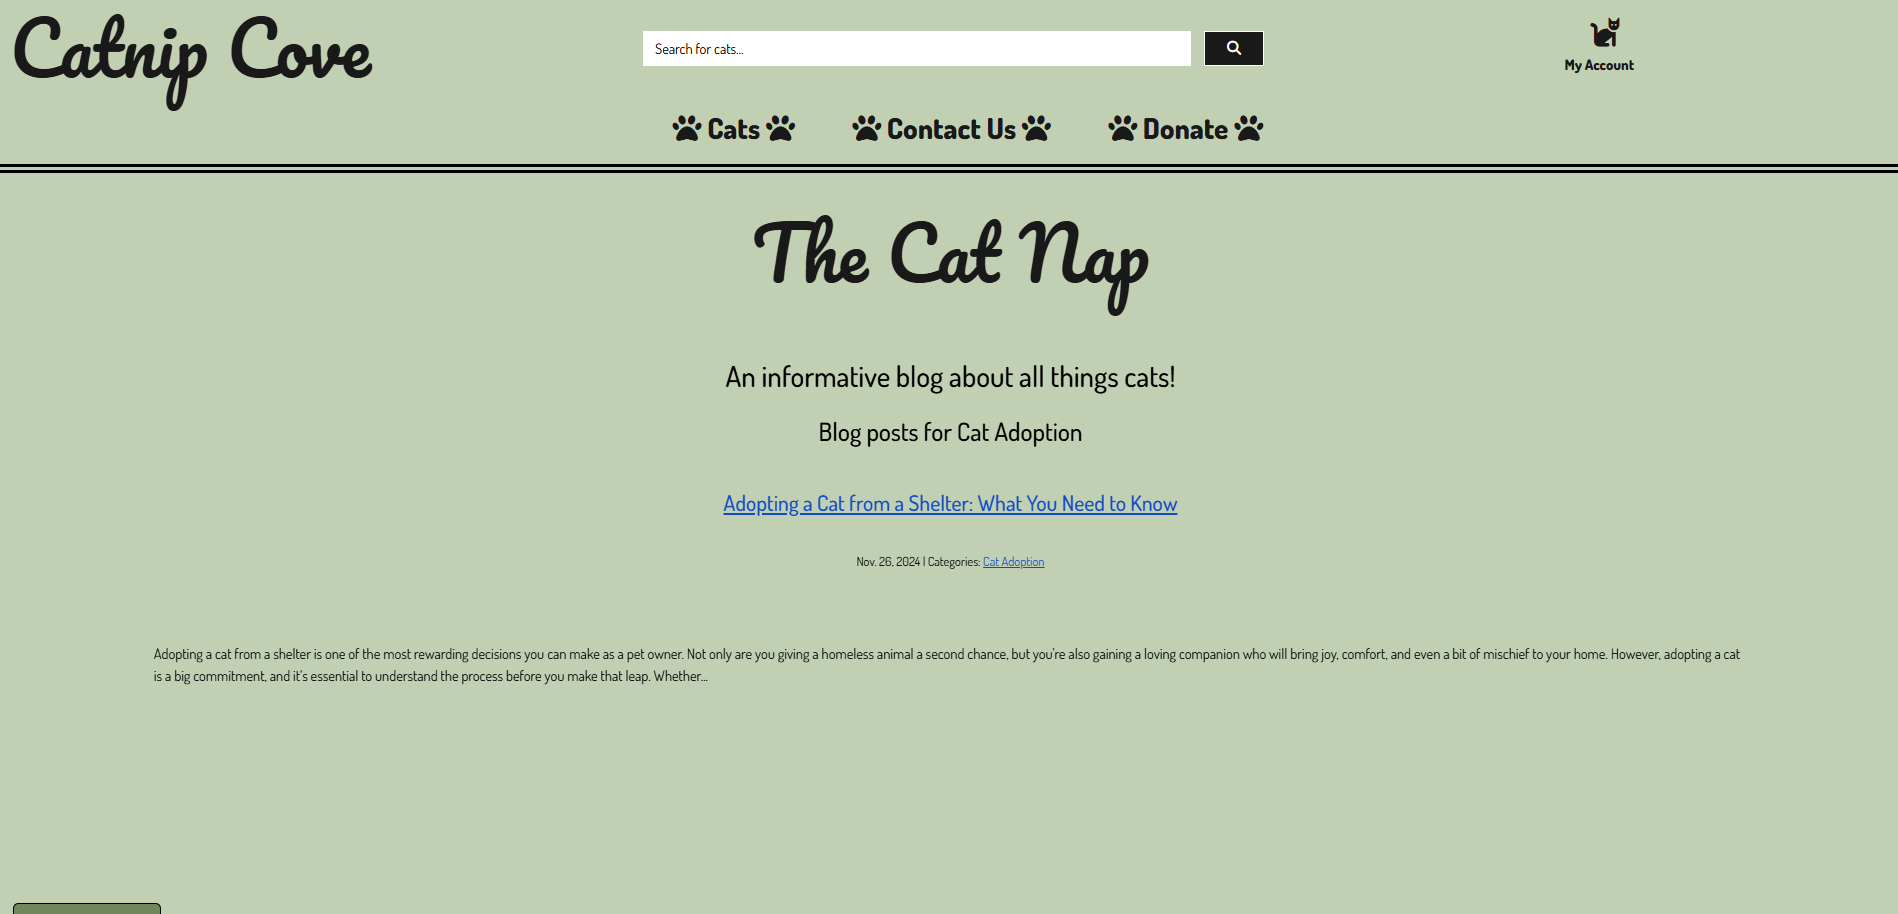 Catnip Cove
Search for cats...
My Account
Cats
Contact Us
Donate
The Cat Nap
An informative blog about all things cats!
Blog posts for Cat Adoption
Adopting a Cat from a Shelter: What You Need to Know
Nov. 26, 2024 | Categories: Cat Adoption
Adopting a cat from a shelter is one of the most rewarding decisions you can make as a pet owner. Not only are you giving a homeless animal a second chance, but you're also gaining a loving companion who will bring joy, comfort, and even a bit of mischief to your home. However, adopting a cat
is a big commitment, and it's essential to understand the process before you make that leap. Whether...